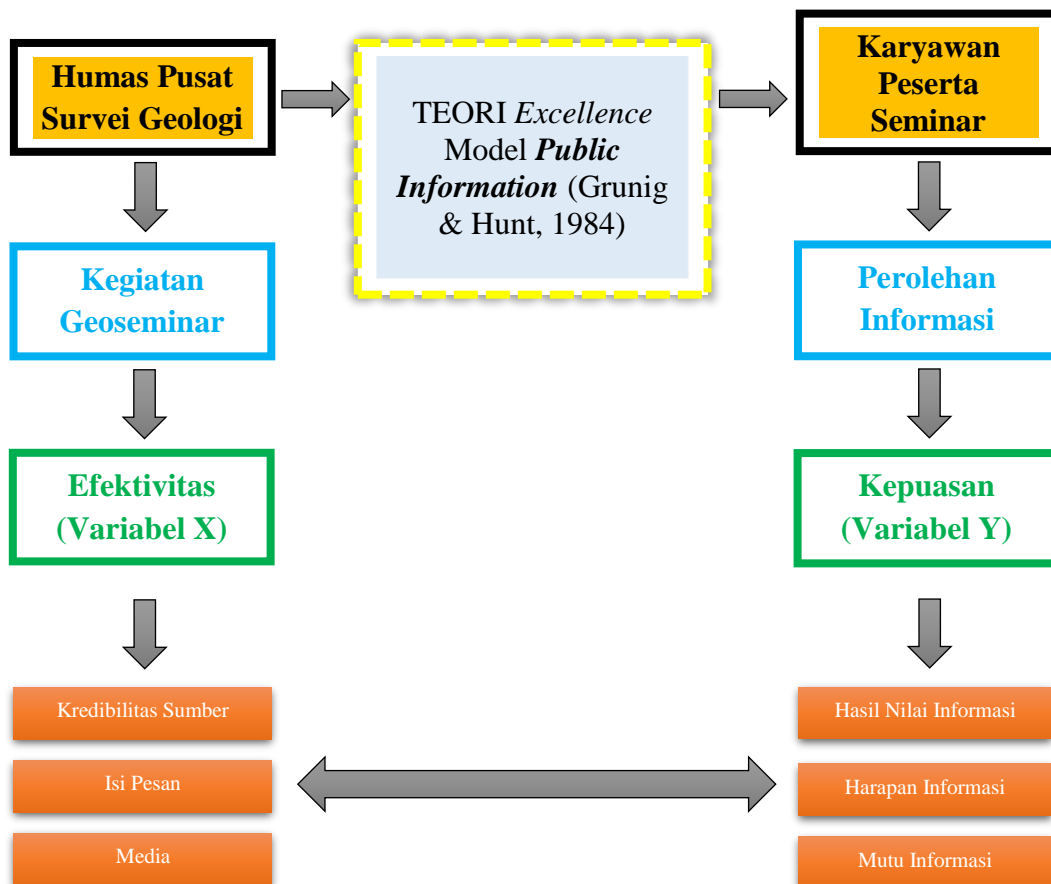 Humas Pusat
Survei Geologi
TEORI Excellence
Model Public
Information (Grunig
& Hunt, 1984)
Karyawan
Peserta
Seminar
Kegiatan
Geoseminar
Perolehan
Informasi
Efektivitas
(Variabel X)
Kepuasan
(Variabel Y)
Kredibilitas Sumber
Isi Pesan
Media
Hasil Nilai Informasi
Harapan Informasi
Mutu Informasi